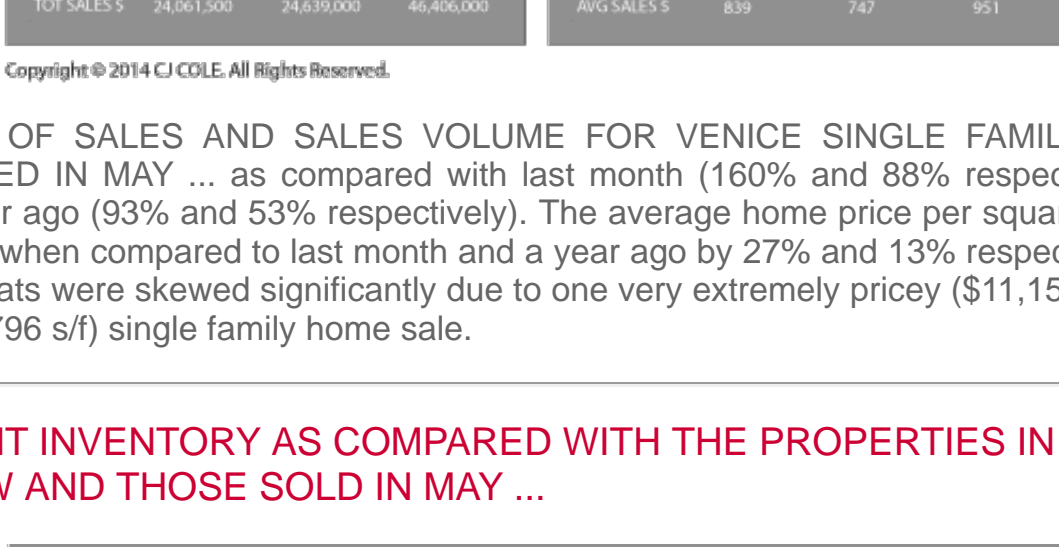 TOT SALES $ 24,061,500 24,639,000 46,406,000 AVG SALES $ 839 747 951
Copyright © 2014 CJ COLE. All Rights Reserved.
OF SALES AND SALES VOLUME FOR VENICE SINGLE FAMIL
ED IN MAY ... as compared with last month (160% and 88% respec
r ago (93% and 53% respectively). The average home price per squar
when compared to last month and a year ago by 27% and 13% respec
ats were skewed significantly due to one very extremely pricey ($11,15
796 s/f) single family home sale.
IT INVENTORY AS COMPARED WITH THE PROPERTIES IN
W AND THOSE SOLD IN MAY ...